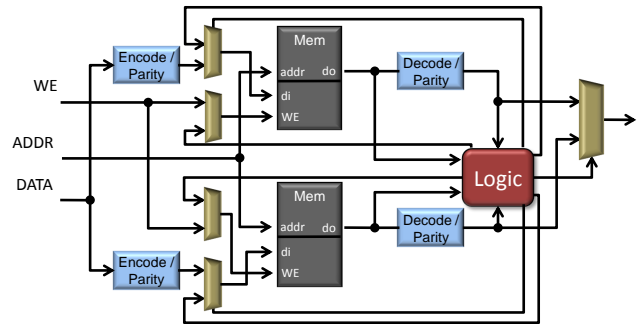 Encode /
Parity
Mem
addr
do
di
WE
Decode /
Parity
WE
ADDR
DATA
Logic
Mem
addr
do
di
WE
Decode /
Parity
Encode /
Parity